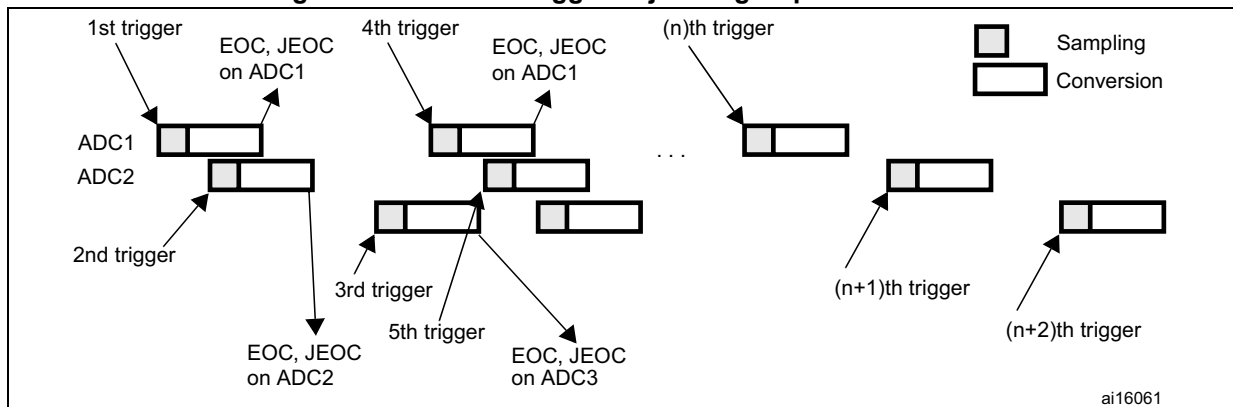 1st trigger
EOC, JEOC
on ADC1
4th trigger
EOC, JEOC
on ADC1
(n)th trigger
Sampling
Conversion
ADC1
ADC2
. . .
2nd trigger
3rd trigger
5th trigger
(n+1)th trigger
(n+2)th trigger
EOC, JEOC
on ADC2
EOC, JEOC
on ADC3
ai16061